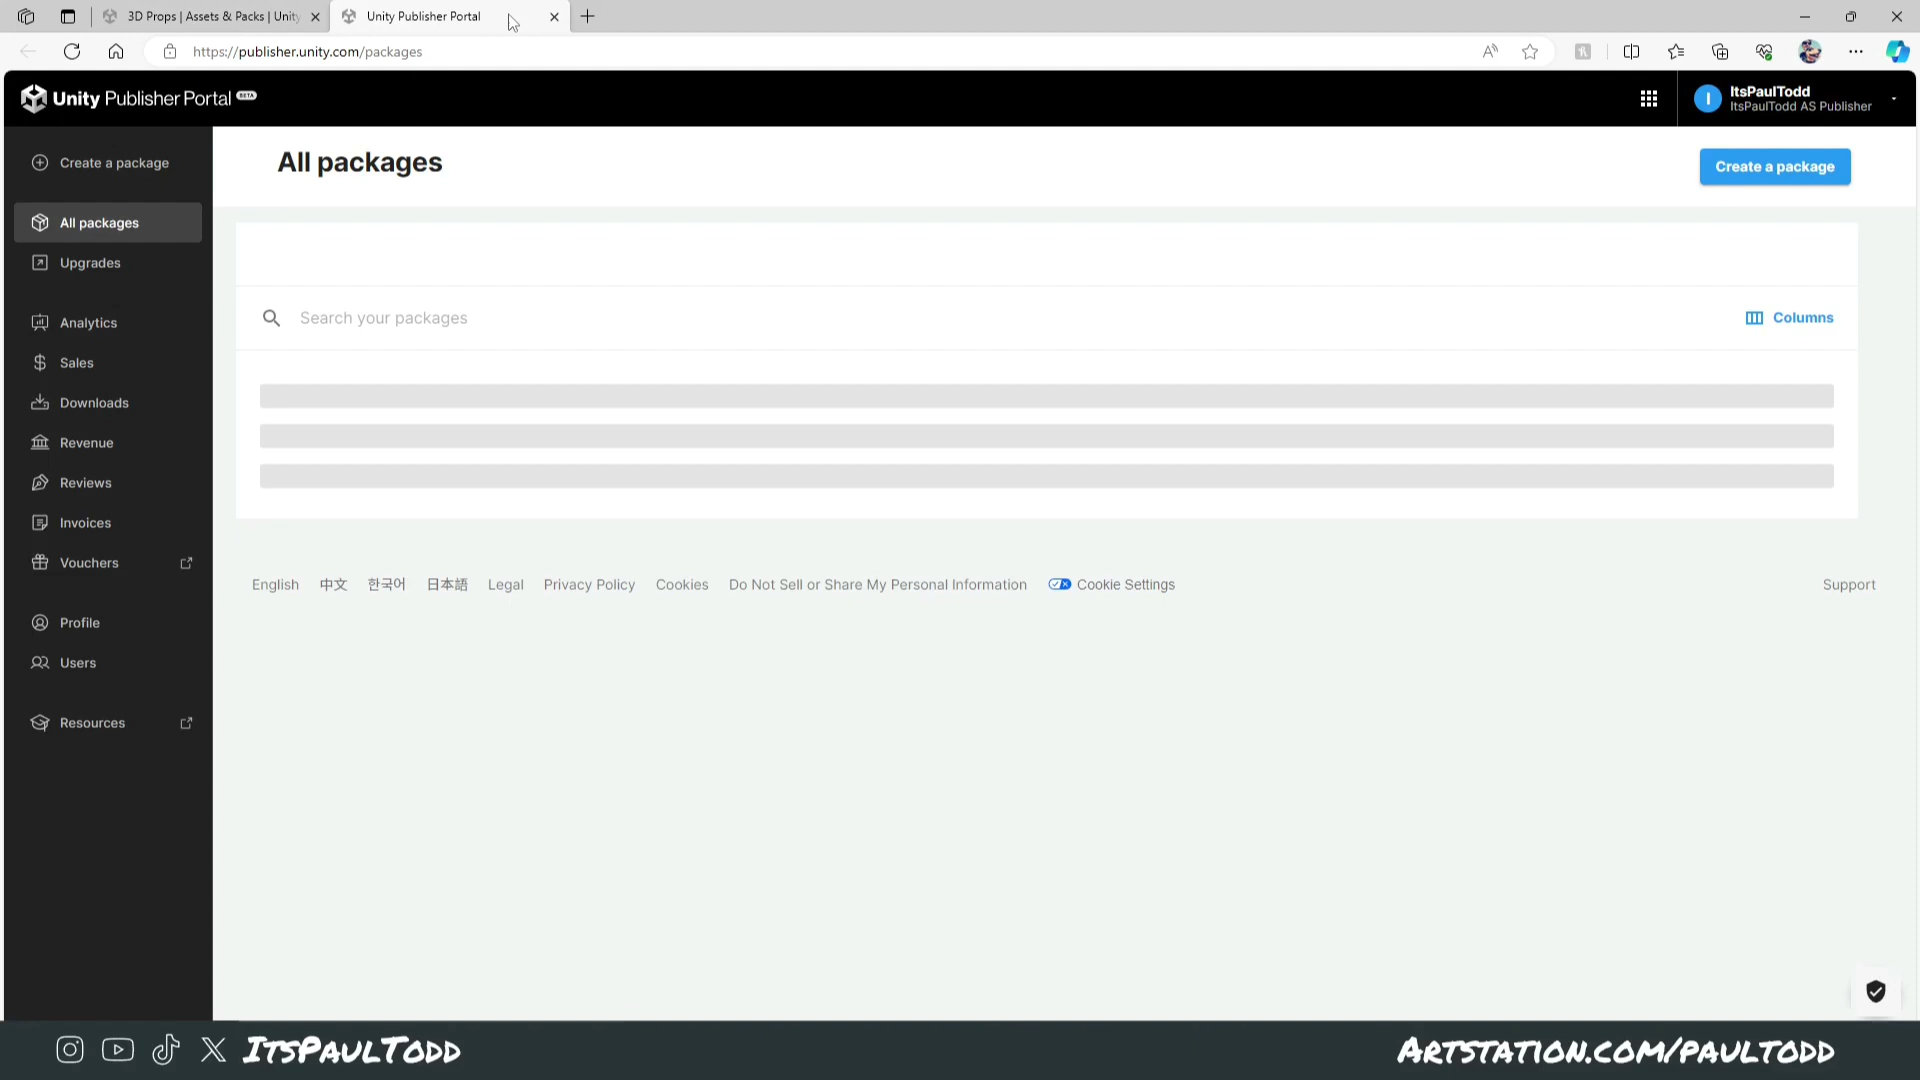 3D Props | Assets & Packs | Unity
Unity Publisher Portal
https://publisher.unity.com/packages
Unity Publisher Portal BETA
I
ItsPaulTodd
ItsPaulTodd AS Publisher
Create a package
All packages
Upgrades
Analytics
Sales
Downloads
Revenue
Reviews
Invoices
Vouchers
Profile
Users
Resources
All packages
Create a package
Search your packages
Columns
English 中文 한국어 日本語 Legal Privacy Policy Cookies Do Not Sell or Share My Personal Information Cookie Settings Support
ItsPaulTodd
Artstation.com/paultodd